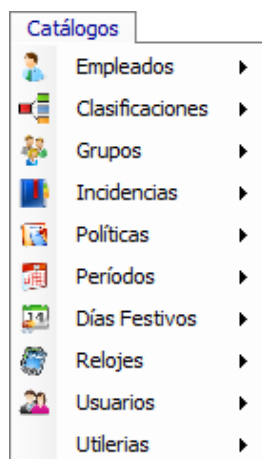 Catálogos
Empleados
Clasificaciones
Grupos
Incidencias
Políticas
Períodos
Días Festivos
Relojes
Usuarios
Utilerias